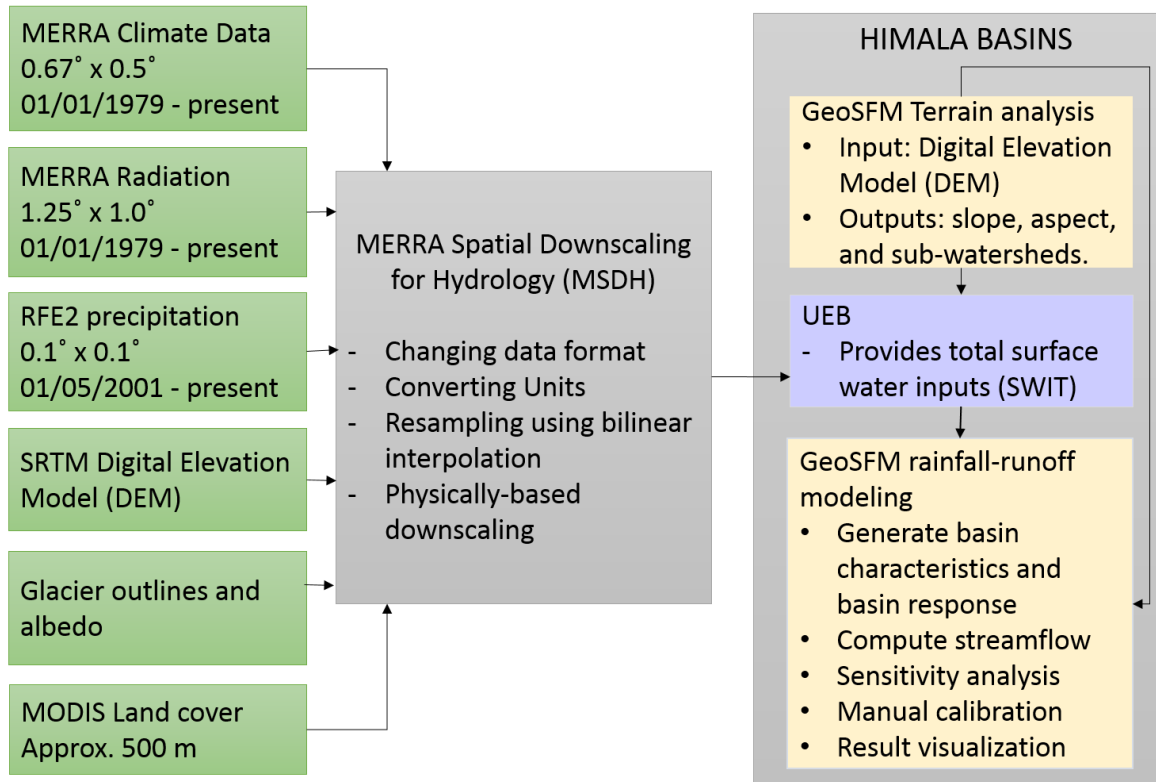 MERRA Climate Data
0.67° x 0.5°
01/01/1979 - present
MERRA Radiation
1.25° x 1.0°
01/01/1979 - present
RFE2 precipitation
0.1° x 0.1°
01/05/2001 - present
SRTM Digital Elevation
Model (DEM)
Glacier outlines and
albedo
MODIS Land cover
Approx. 500 m
MERRA Spatial Downscaling
for Hydrology (MSDH)
- Changing data format
- Converting Units
- Resampling using bilinear
interpolation
- Physically-based
downscaling
HIMALA BASINS
GeoSFM Terrain analysis
• Input: Digital Elevation
Model (DEM)
• Outputs: slope, aspect,
and sub-watersheds.
UEB
- Provides total surface
water inputs (SWIT)
GeoSFM rainfall-runoff
modeling
• Generate basin
characteristics and
basin response
• Compute streamflow
• Sensitivity analysis
• Manual calibration
• Result visualization